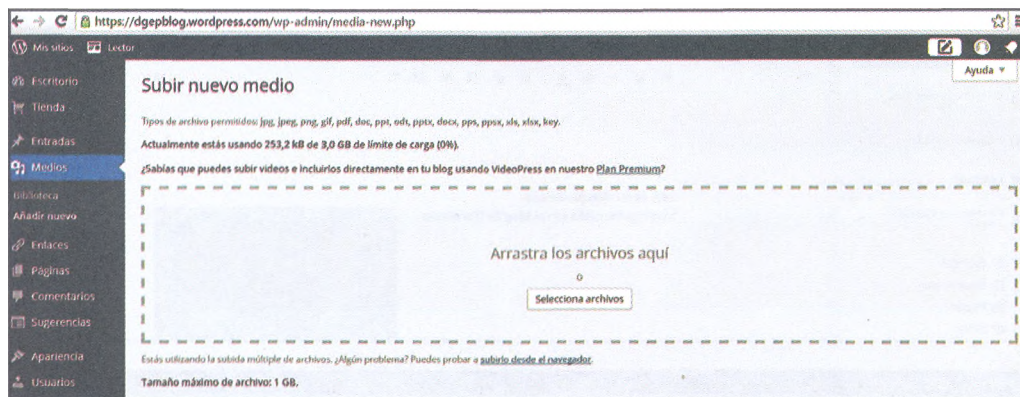 https://dgepblog.wordpress.com/wp-admin/media-new.php
Mis sitios Lector
Ayuda
Escritorio
Tienda
Entradas
Medios
Biblioteca
Añadir nuevo
Enlaces
Páginas
Comentarios
Sugerencias
Apariencia
Usuarios
Subir nuevo medio
Tipos de archivo permitidos: jpg, jpeg, png, gif, pdf, doc, ppt, odt, pptx, docx, pps, ppsx, xls, xlsx, key.
Actualmente estás usando 253,2 kB de 3,0 GB de límite de carga (0%).
¿Sabías que puedes subir videos e incluirlos directamente en tu blog usando VideoPress en nuestro Plan Premium?
Arrastra los archivos aquí
o
Selecciona archivos
Estás utilizando la subida múltiple de archivos. ¿Algún problema? Puedes probar a subirlo desde el navegador.
Tamaño máximo de archivo: 1 GB.